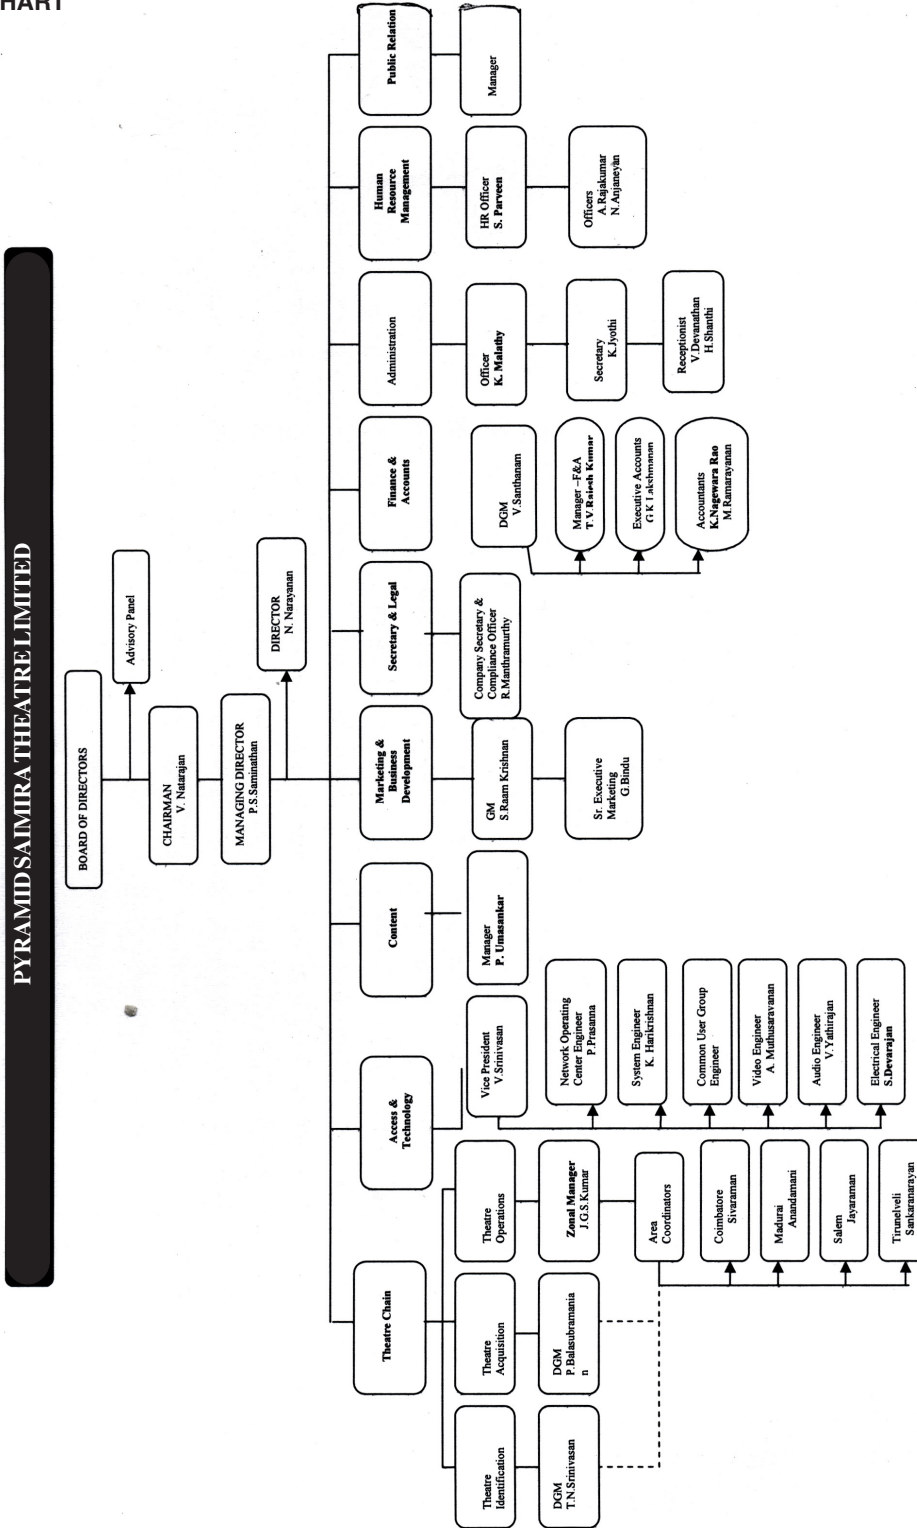 HART
PYRAMID SAIMIRA THEATRE LIMITED
BOARD OF DIRECTORS
Advisory Panel
CHAIRMAN
V. Natarajan
MANAGING DIRECTOR
P.S.Saminathan
DIRECTOR
N. Narayanan
Theatre Chain
Access &
Technology
Content
Marketing &
Business
Development
Secretary & Legal
Finance &
Accounts
Administration
Human
Resource
Management
Public Relation
Theatre
Identification
DGM
T.N.Srinivasan
Theatre
Acquisition
DGM
P.Balasubramania
n
Theatre
Operations
Zonal Manager
J.G.S.Kumar
Area
Coordinators
Coimbatore
Sivaraman
Madurai
Anandamani
Salem
Jayaraman
Tirunelveli
Sankaranarayan
Vice President
V.Srinivasan
Network Operating
Center Engineer
P.Prasanna
System Engineer
K. Harikrishnan
Common User Group
Engineer
Video Engineer
A. Muthusaravanan
Audio Engineer
V.Yathirajan
Electrical Engineer
S.Devarajan
Manager
P. Umasankar
GM
S.Raam Krishnan
Sr. Executive
Marketing
G.Bindu
Company Secretary &
Compliance Officer
R.Manthramurthy
DGM
V.Santhanam
Manager –F&A
T.V.Rajesh Kumar
Executive Accounts
G K Lakshmanan
Accountants
K.Nagewara Rao
M.Ramarayanan
Officer
K. Malathy
Secretary
K.Jyothi
Receptionist
V.Devanathan
H.Shanthi
HR Officer
S. Parveen
Officers
A.Rajakumar
N.Anjaneyan
Manager